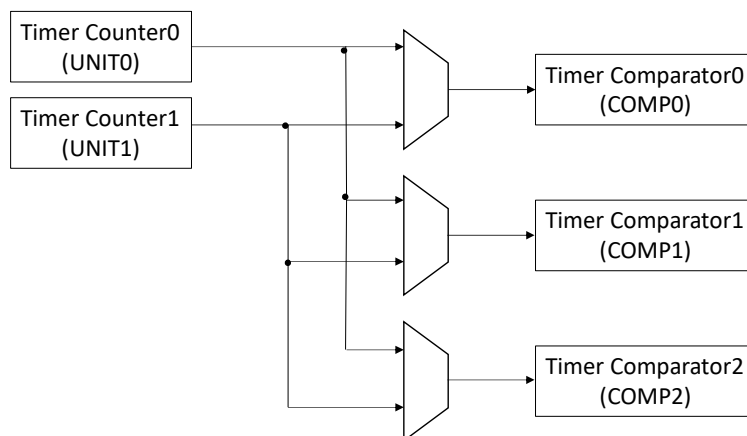 Timer Counter0
(UNIT0)
Timer Counter1
(UNIT1)
Timer Comparator0
(COMP0)
Timer Comparator1
(COMP1)
Timer Comparator2
(COMP2)